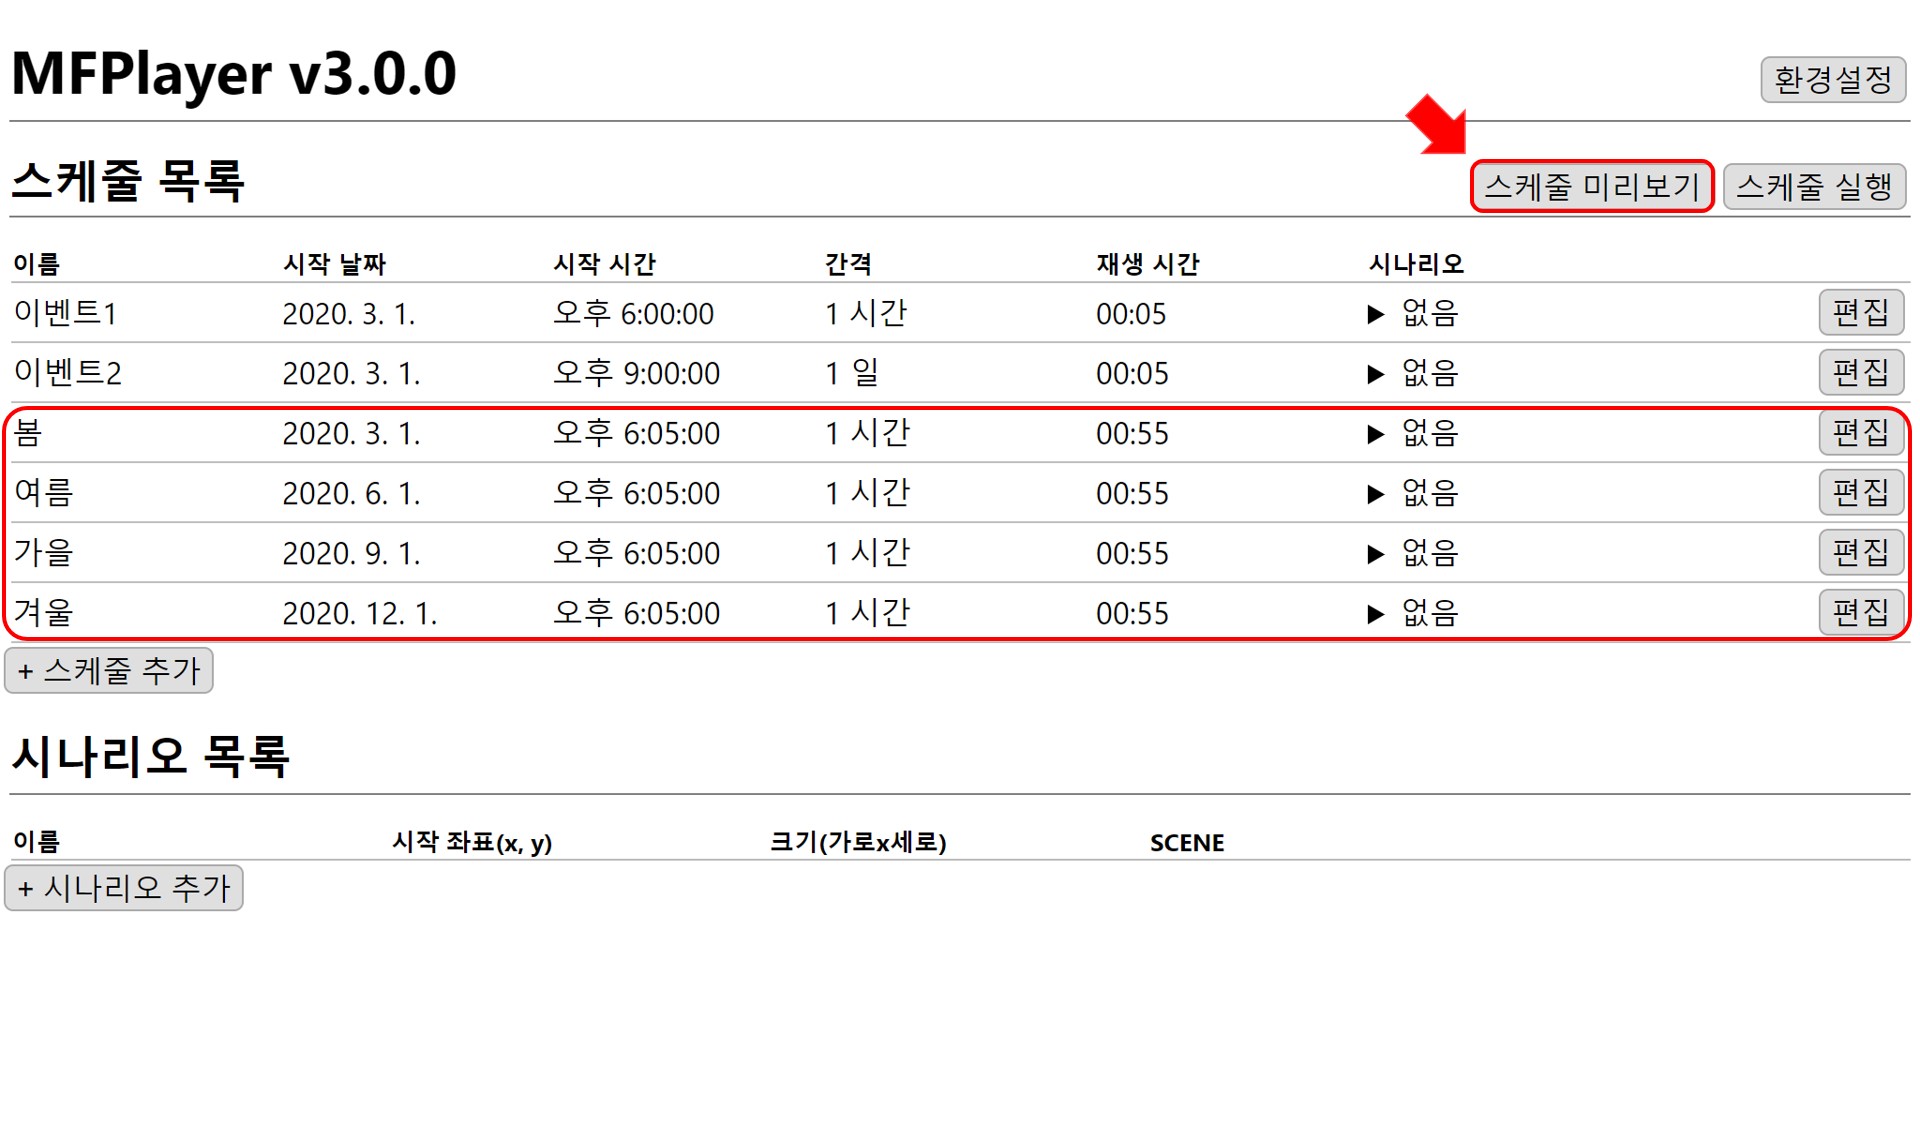 MFPlayer v3.0.0
환경설정
스케줄 목록
스케줄 미리보기 스케줄 실행
이름 시작 날짜 시작 시간 간격 재생 시간 시나리오
이벤트1 2020. 3. 1. 오후 6:00:00 1 시간 00:05 ▶ 없음 편집
이벤트2 2020. 3. 1. 오후 9:00:00 1 일 00:05 ▶ 없음 편집
봄 2020. 3. 1. 오후 6:05:00 1 시간 00:55 ▶ 없음 편집
여름 2020. 6. 1. 오후 6:05:00 1 시간 00:55 ▶ 없음 편집
가을 2020. 9. 1. 오후 6:05:00 1 시간 00:55 ▶ 없음 편집
겨울 2020. 12. 1. 오후 6:05:00 1 시간 00:55 ▶ 없음 편집
+ 스케줄 추가
시나리오 목록
이름 시작 좌표(x, y) 크기(가로x세로) SCENE
+ 시나리오 추가